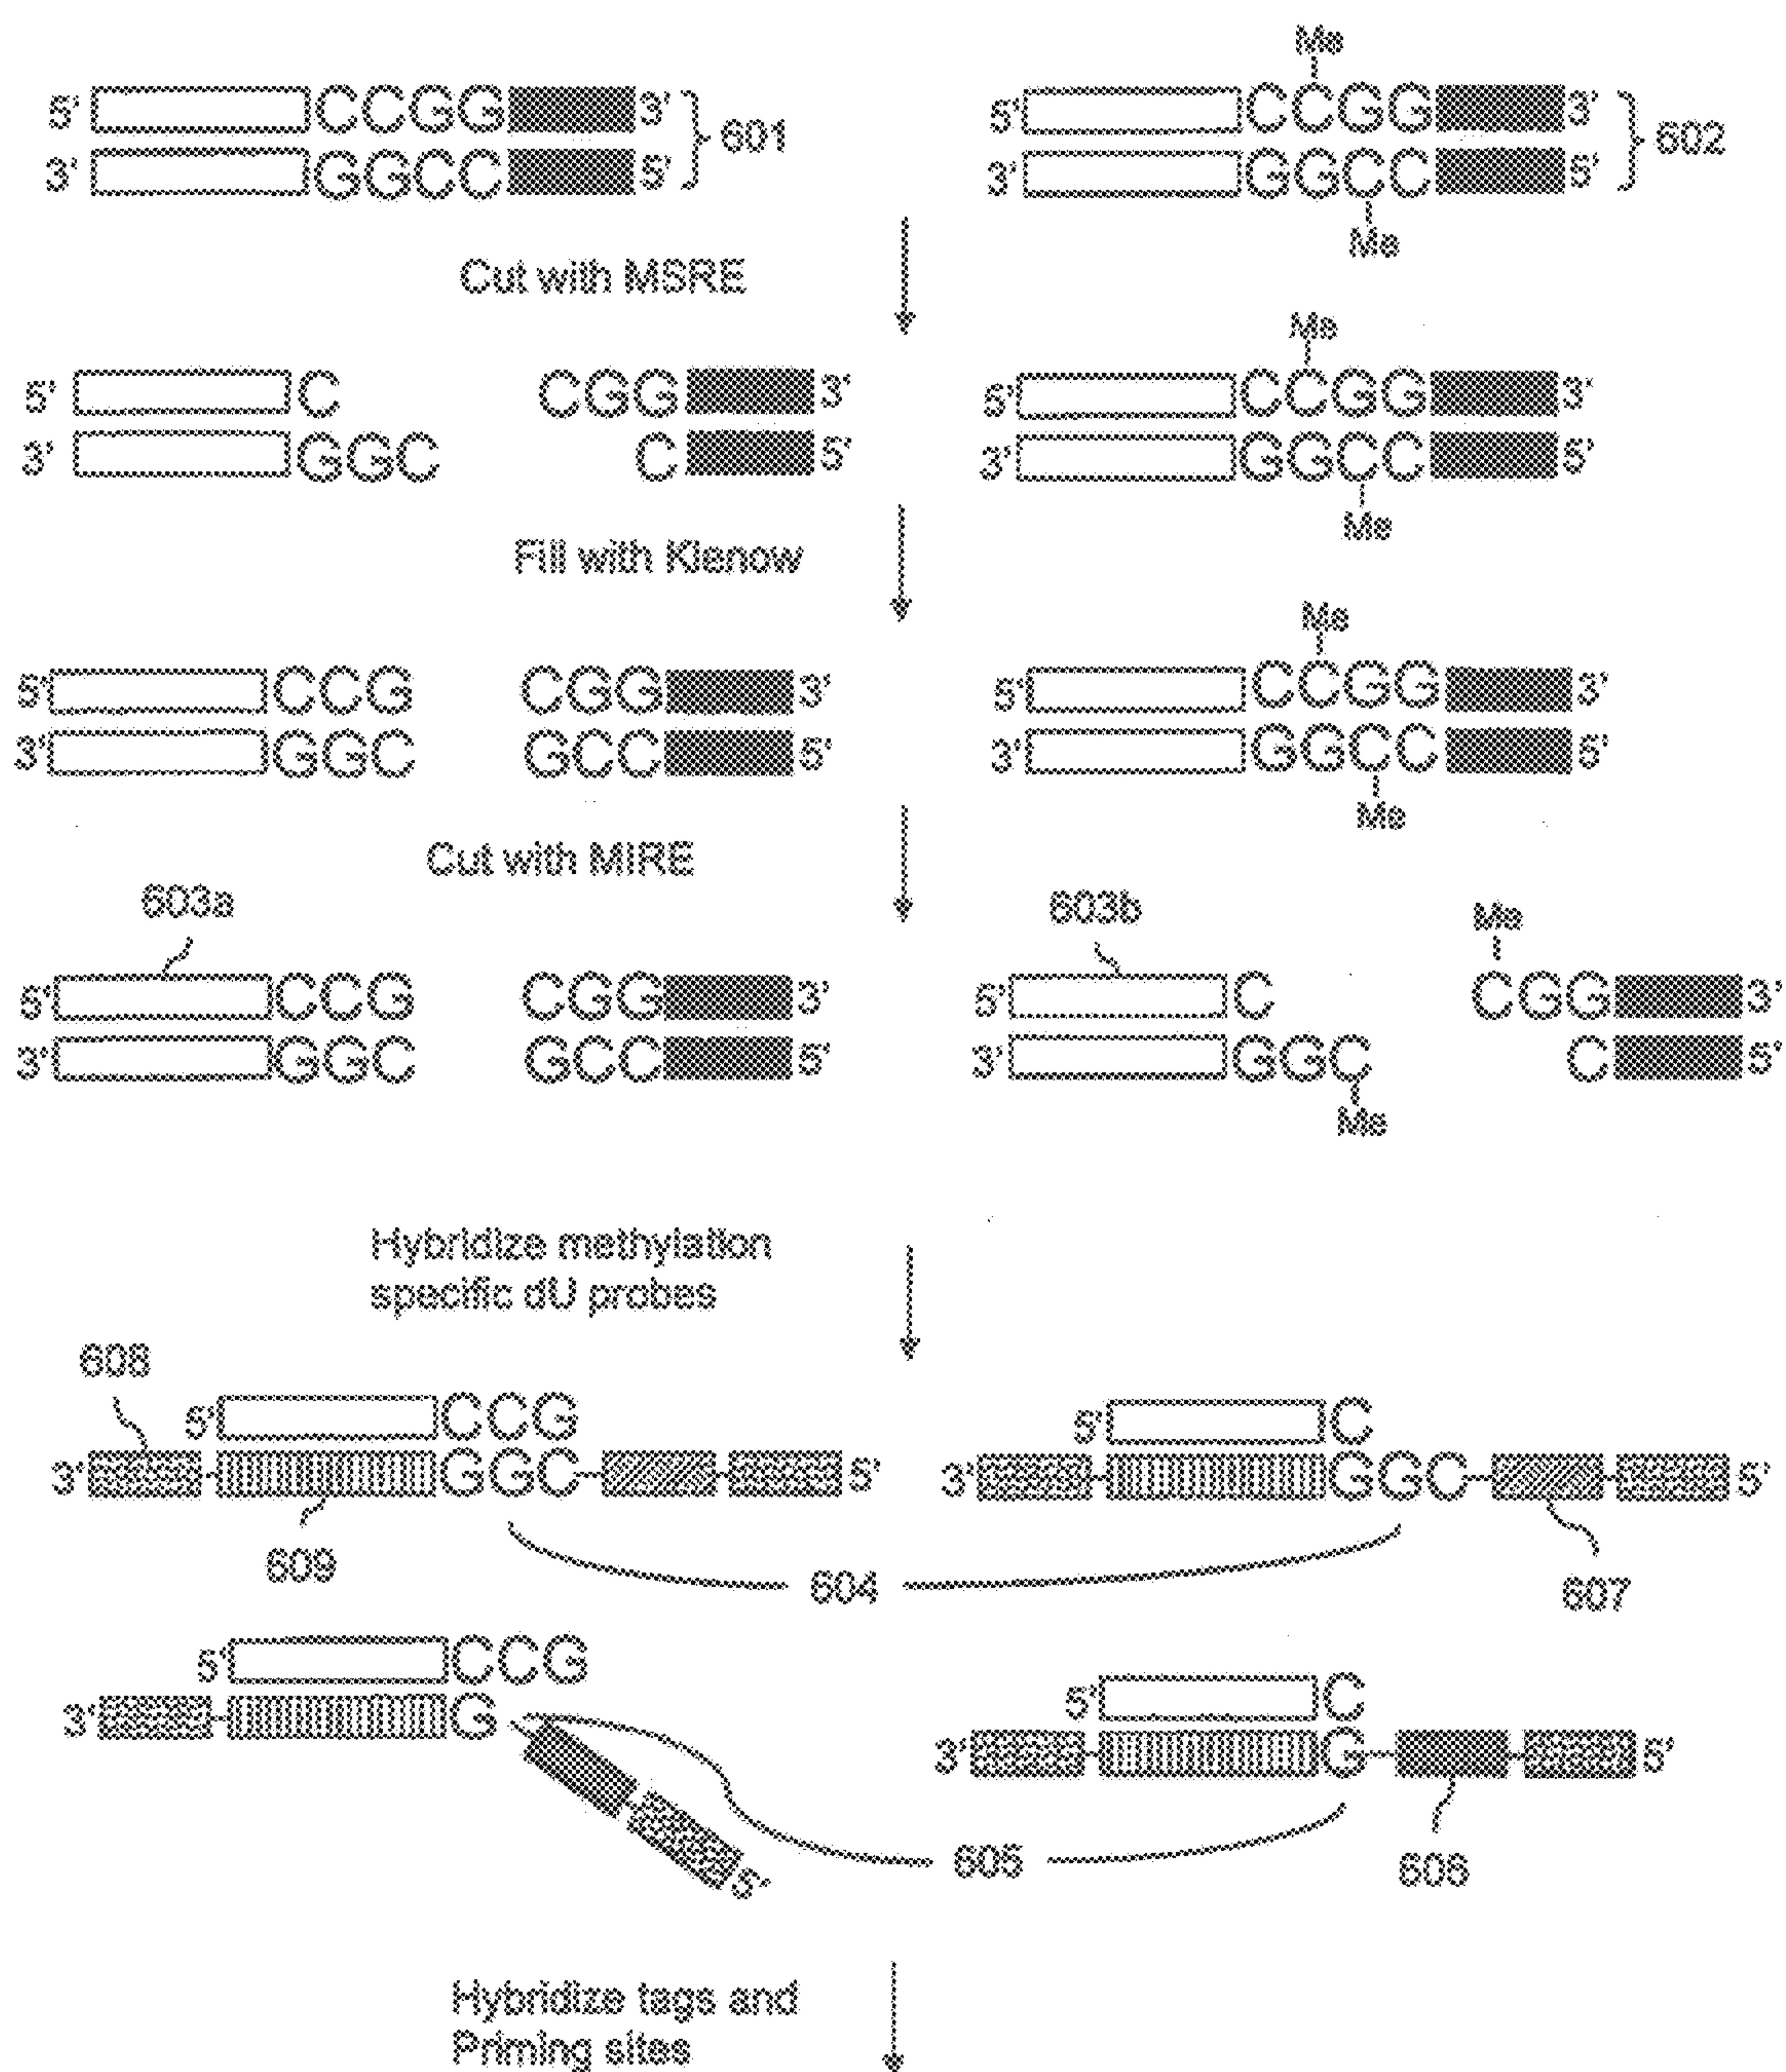 Me Me
5' CCGG 3' 601 5' CCGG 3' 602
3' GGCC 5' 3' GGCC 5'
Cut with MSRE
Me
5' C CGG 3' 5' CCGG 3'
3' GGC C 5' 3' GGCC 5'
Me
Fill with Klenow
Me
5' CCG CGG 3' 5' CCGG 3'
3' GGC GCC 5' 3' GGCC 5'
Me
Cut with MIRE
603a 603b Me
5' CCG CGG 3' 5' C CGG 3'
3' GGC GCC 5' 3' GGC C 5'
Me
Hybridize methylation
specific dU probes
608
5' CCG 5' C
3' GGC 5' 3' GGC 5'
609 604 607
5' CCG 5' C
3' G 5' 3' G 5'
605 606
Hybridize tags and
Priming sites